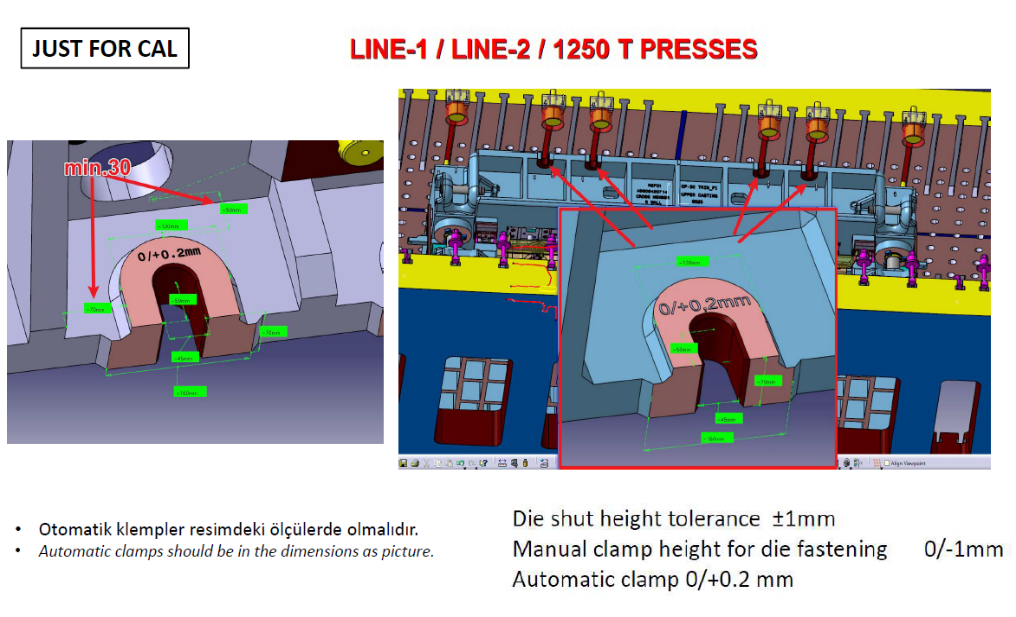 JUST FOR CAL
LINE-1 / LINE-2 / 1250 T PRESSES
min.30
0/+0.2mm
0/+0,2mm
Align Viewpoint
• Otomatik klempler resimdeki ölçülerde olmalıdır.
• Automatic clamps should be in the dimensions as picture.
Die shut height tolerance ±1mm
Manual clamp height for die fastening 0/-1mm
Automatic clamp 0/+0.2 mm